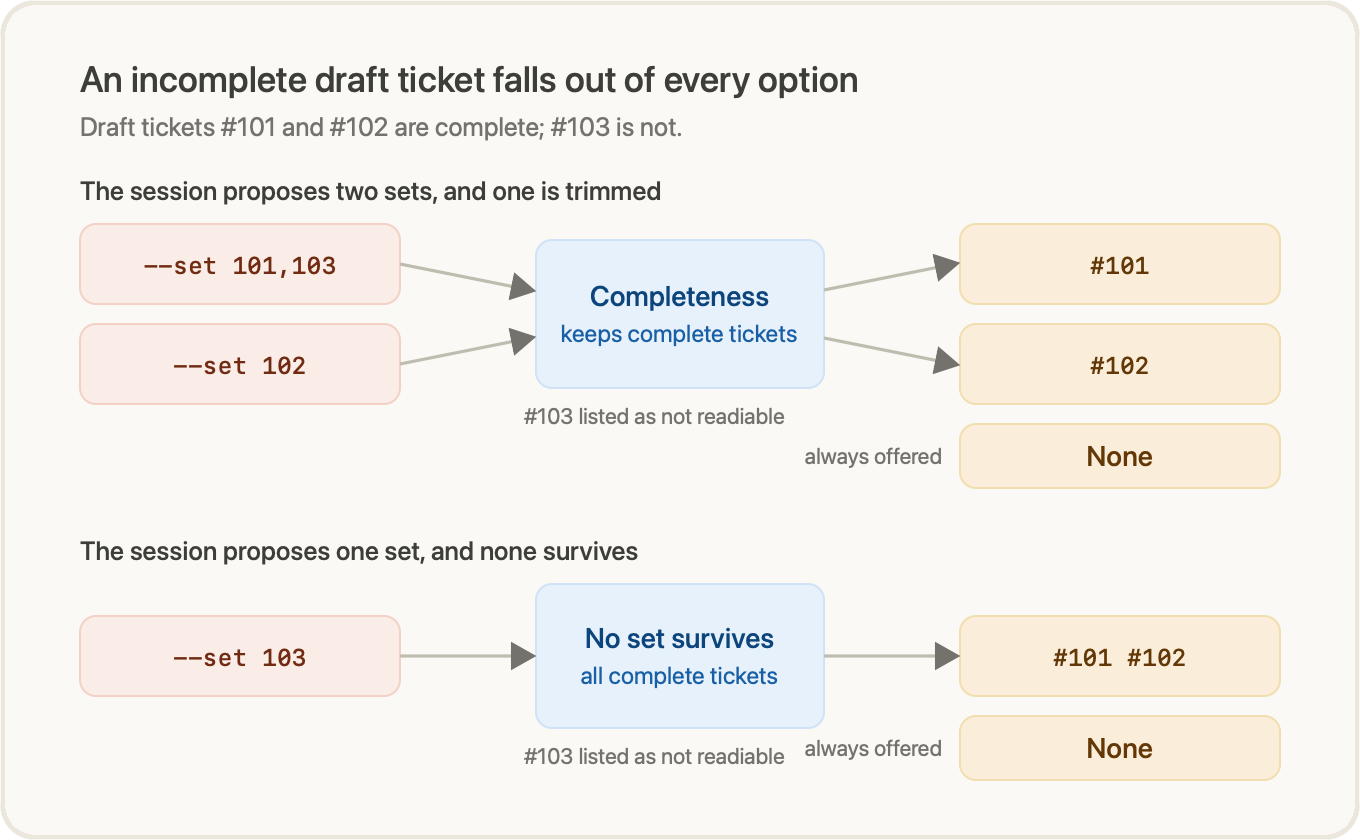 An incomplete draft ticket falls out of every option
Draft tickets #101 and #102 are complete; #103 is not.
The session proposes two sets, and one is trimmed
--set 101,103
--set 102
Completeness
keeps complete tickets
#103 listed as not readiable
#101
#102
always offered
None
The session proposes one set, and none survives
--set 103
No set survives
all complete tickets
#103 listed as not readiable
#101 #102
always offered
None